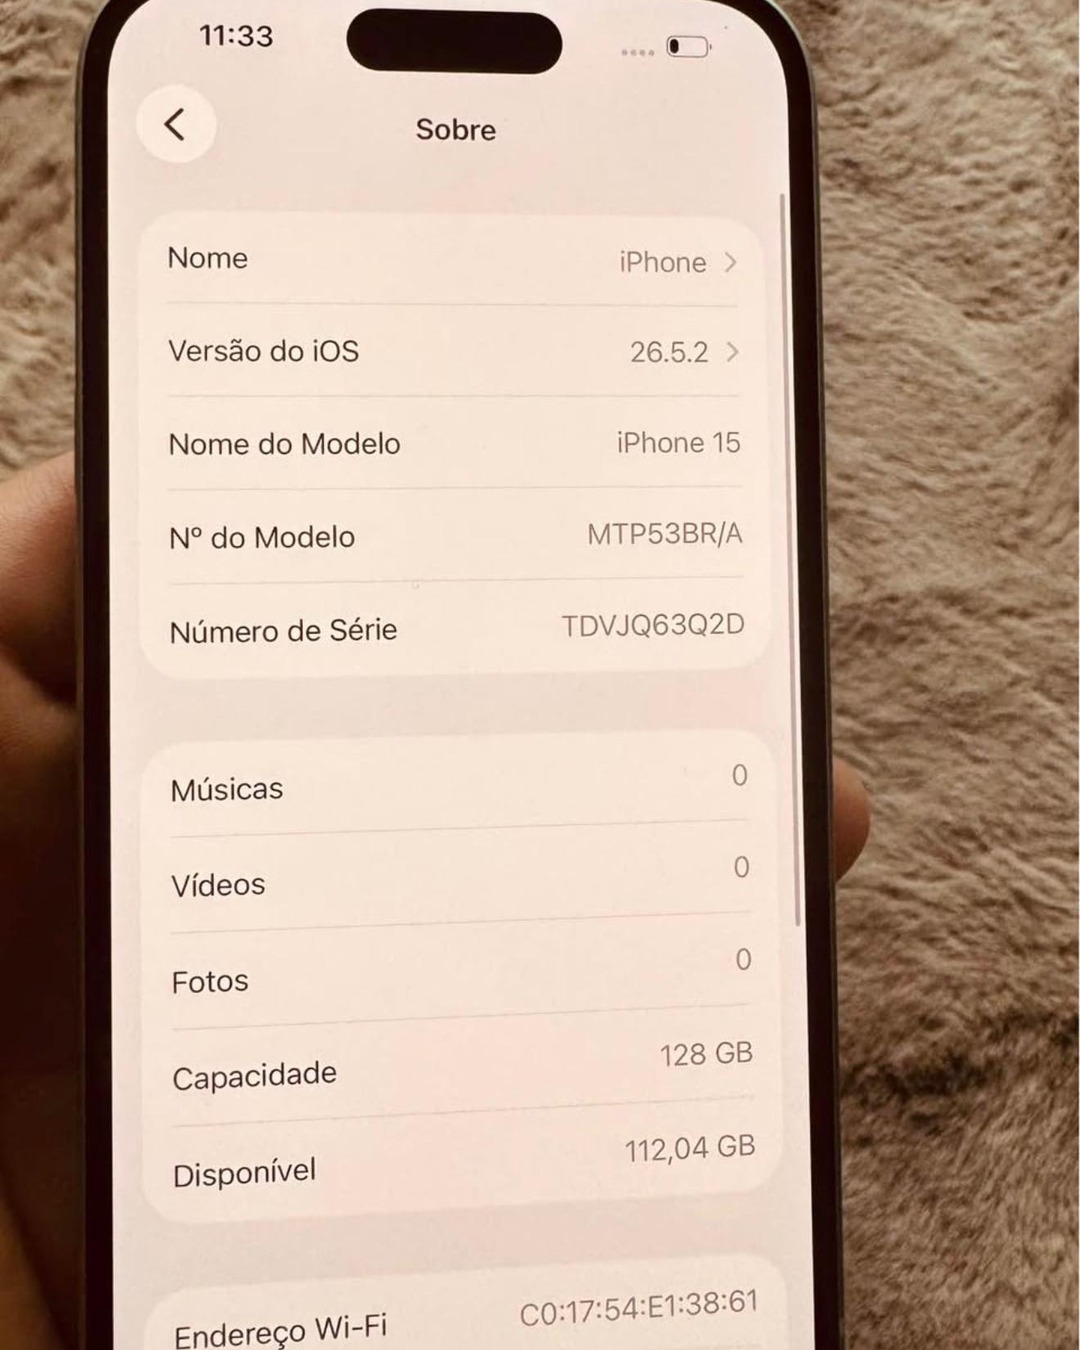 11:33
Sobre
Nome iPhone
Versão do iOS 26.5.2
Nome do Modelo iPhone 15
Nº do Modelo MTP53BR/A
Número de Série TDVJQ63Q2D
Músicas 0
Vídeos 0
Fotos 0
Capacidade 128 GB
Disponível 112,04 GB
Endereço Wi-Fi C0:17:54:E1:38:61